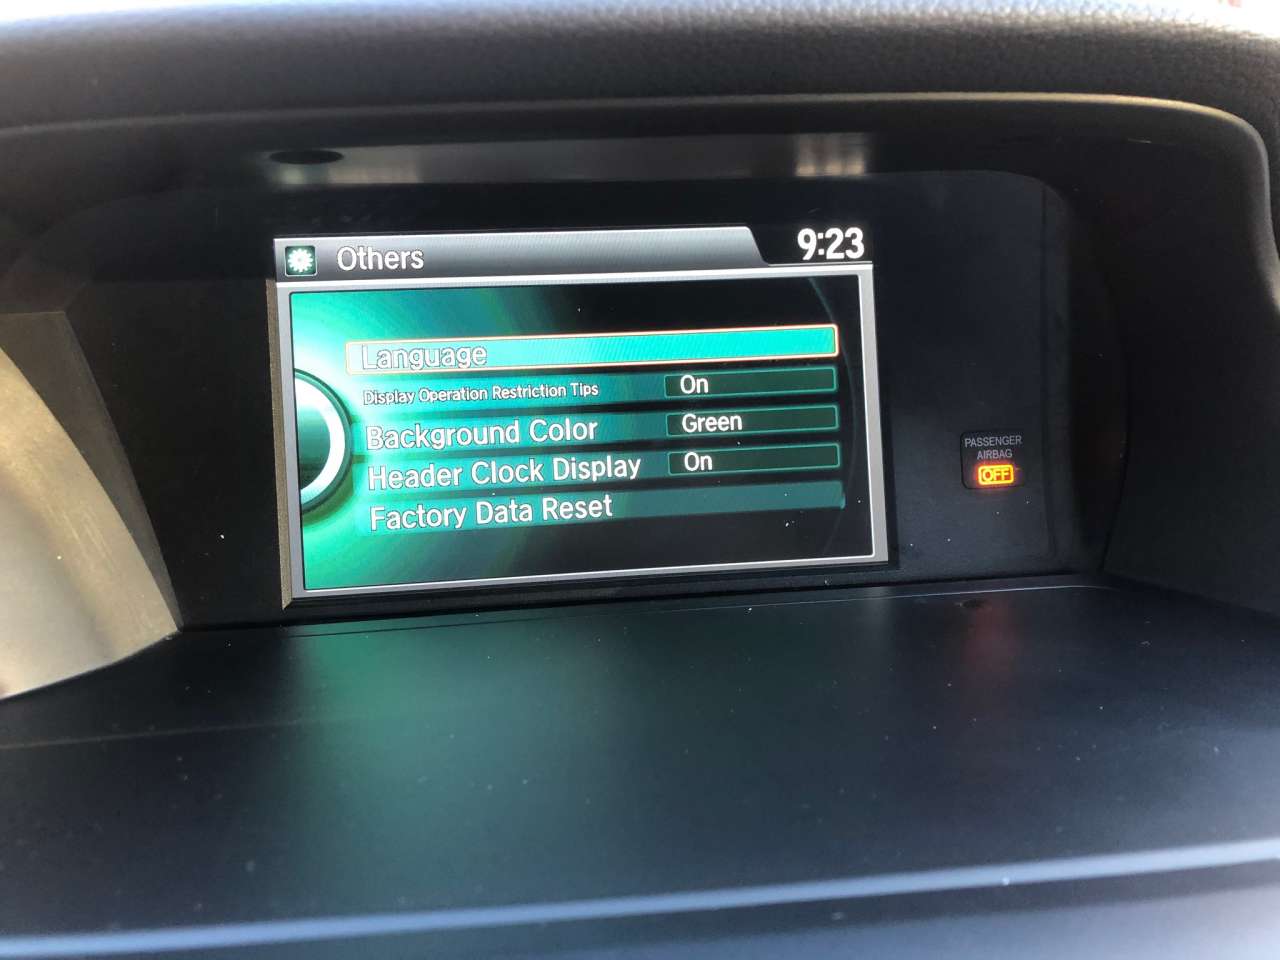 Others
9:23
Language
Display Operation Restriction Tips On
Background Color Green
Header Clock Display On
Factory Data Reset
PASSENGER
AIRBAG
OFF